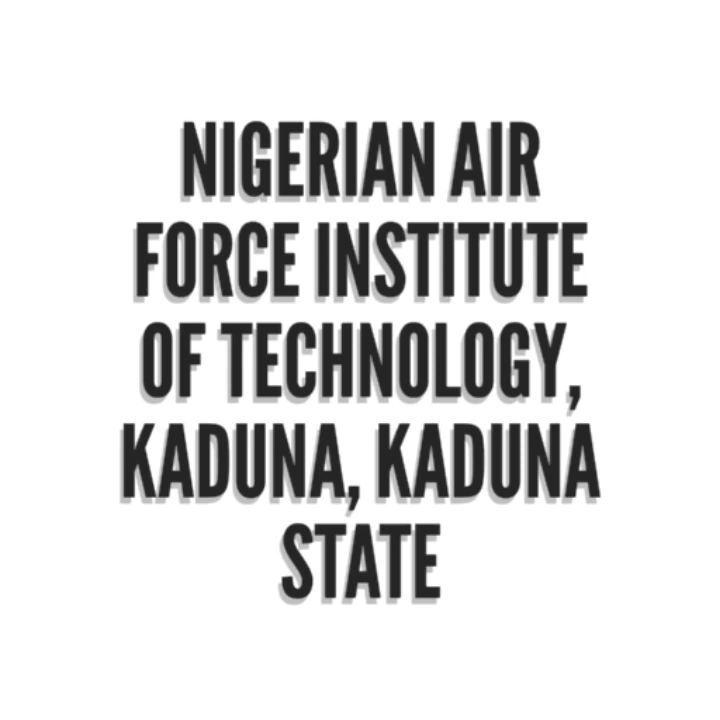 NIGERIAN AIR
FORCE INSTITUTE
OF TECHNOLOGY,
KADUNA, KADUNA
STATE